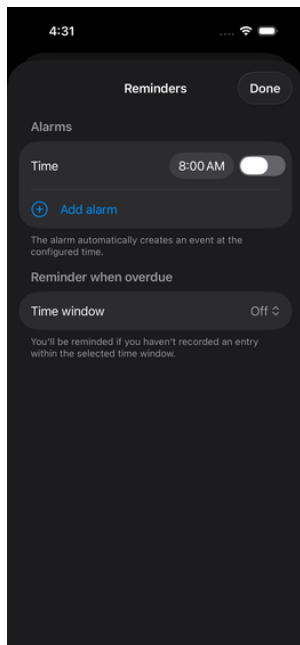 4:31
Reminders
Done
Alarms
Time
8:00 AM
Add alarm
The alarm automatically creates an event at the
configured time.
Reminder when overdue
Time window
Off
You'll be reminded if you haven't recorded an entry
within the selected time window.